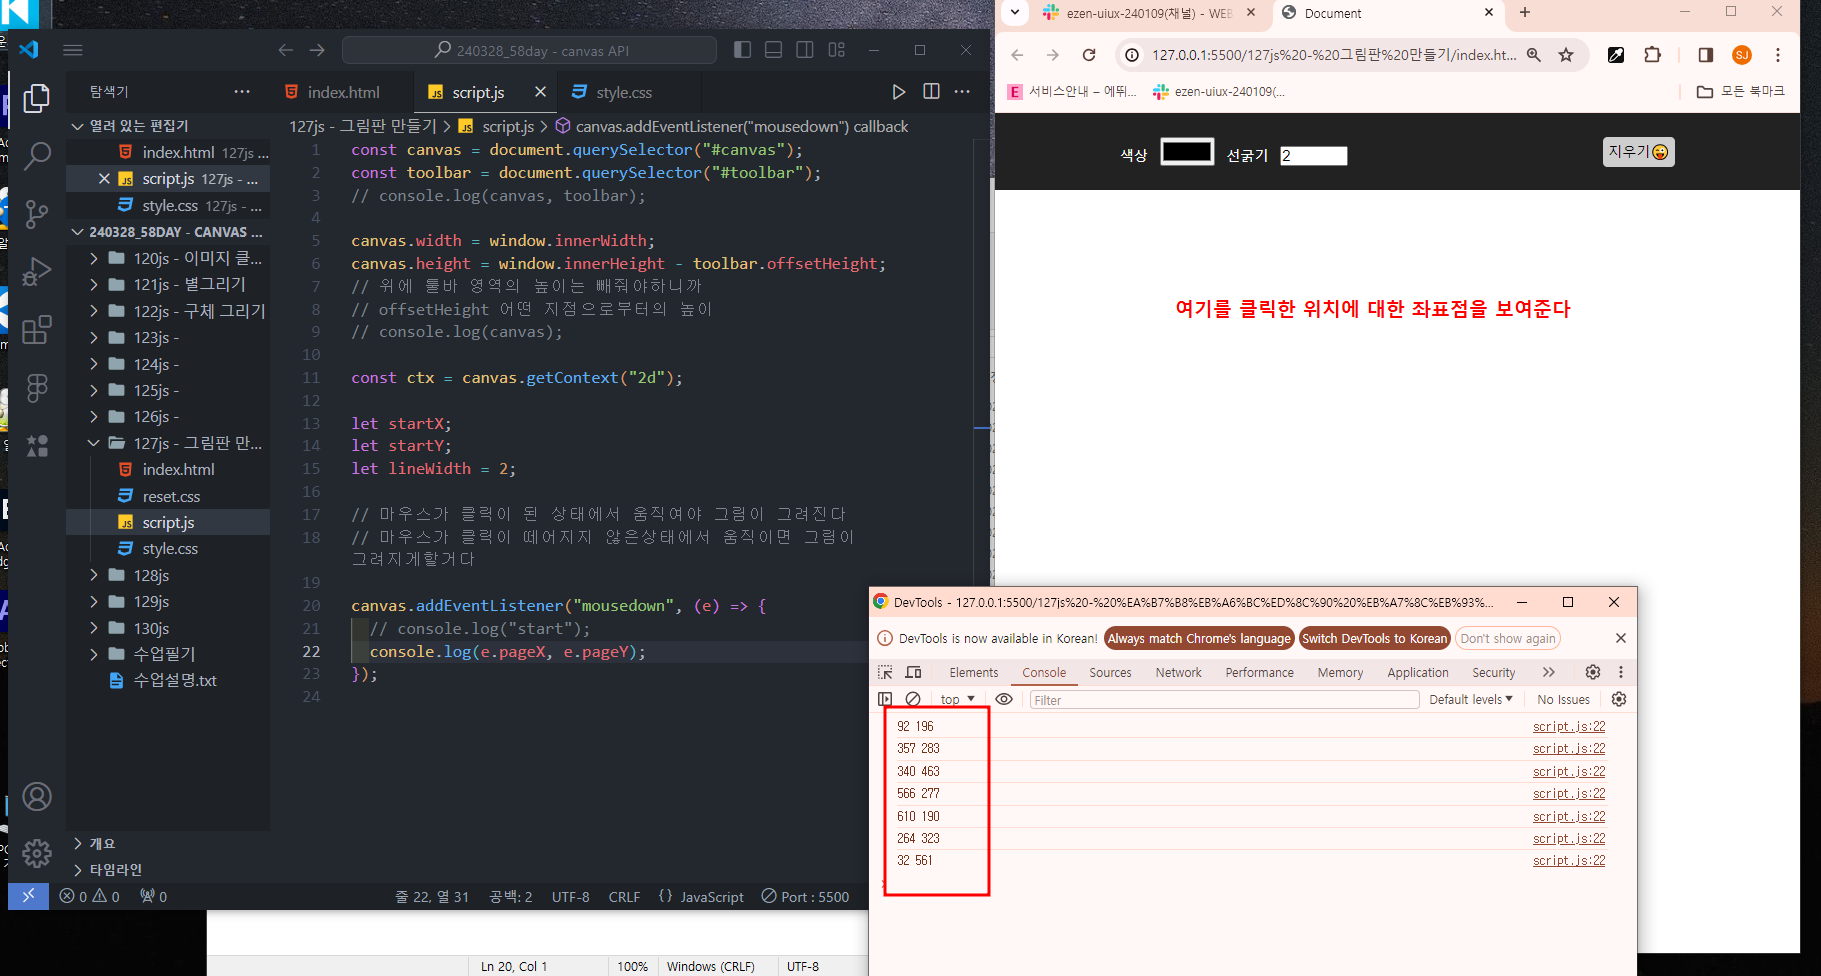 240328_58day - canvas API
탐색기
열려 있는 편집기
index.html 127js ...
script.js 127js - ...
style.css 127js - ...
240328_58DAY - CANVAS ...
120js - 이미지 클...
121js - 별그리기
122js - 구체 그리기
123js -
124js -
125js -
126js -
127js - 그림판 만...
index.html
reset.css
script.js
style.css
128js
129js
130js
수업필기
수업설명.txt
개요
타임라인
index.html
script.js
style.css
127js - 그림판 만들기 > script.js > canvas.addEventListener("mousedown") callback
1 const canvas = document.querySelector("#canvas");
2 const toolbar = document.querySelector("#toolbar");
3 // console.log(canvas, toolbar);
4
5 canvas.width = window.innerWidth;
6 canvas.height = window.innerHeight - toolbar.offsetHeight;
7 // 위에 툴바 영역의 높이는 빼줘야하니까
8 // offsetHeight 어떤 지점으로부터의 높이
9 // console.log(canvas);
10
11 const ctx = canvas.getContext("2d");
12
13 let startX;
14 let startY;
15 let lineWidth = 2;
16
17 // 마우스가 클릭이 된 상태에서 움직여야 그림이 그려진다
18 // 마우스가 클릭이 떼어지지 않은상태에서 움직이면 그림이
그려지게할거다
19
20 canvas.addEventListener("mousedown", (e) => {
21 // console.log("start");
22 console.log(e.pageX, e.pageY);
23 });
24
0 0 0
줄 22, 열 31
공백: 2
UTF-8
CRLF
{} JavaScript
Port : 5500
Ln 20, Col 1
100%
Windows (CRLF)
UTF-8
ezen-uiux-240109(채널) - WEB
Document
127.0.0.1:5500/127js%20-%20그림판%20만들기/index.ht...
SJ
서비스안내 – 에뛰...
ezen-uiux-240109(...
모든 북마크
색상
선굵기
2
지우기😜
여기를 클릭한 위치에 대한 좌표점을 보여준다
DevTools - 127.0.0.1:5500/127js%20-%20%EA%B7%B8%EB%A6%BC%ED%8C%90%20%EB%A7%8C%EB%93%...
DevTools is now available in Korean!
Always match Chrome's language
Switch DevTools to Korean
Don't show again
Elements
Console
Sources
Network
Performance
Memory
Application
Security
top
Filter
Default levels
No Issues
92 196 script.js:22
357 283 script.js:22
340 463 script.js:22
566 277 script.js:22
610 190 script.js:22
264 323 script.js:22
32 561 script.js:22